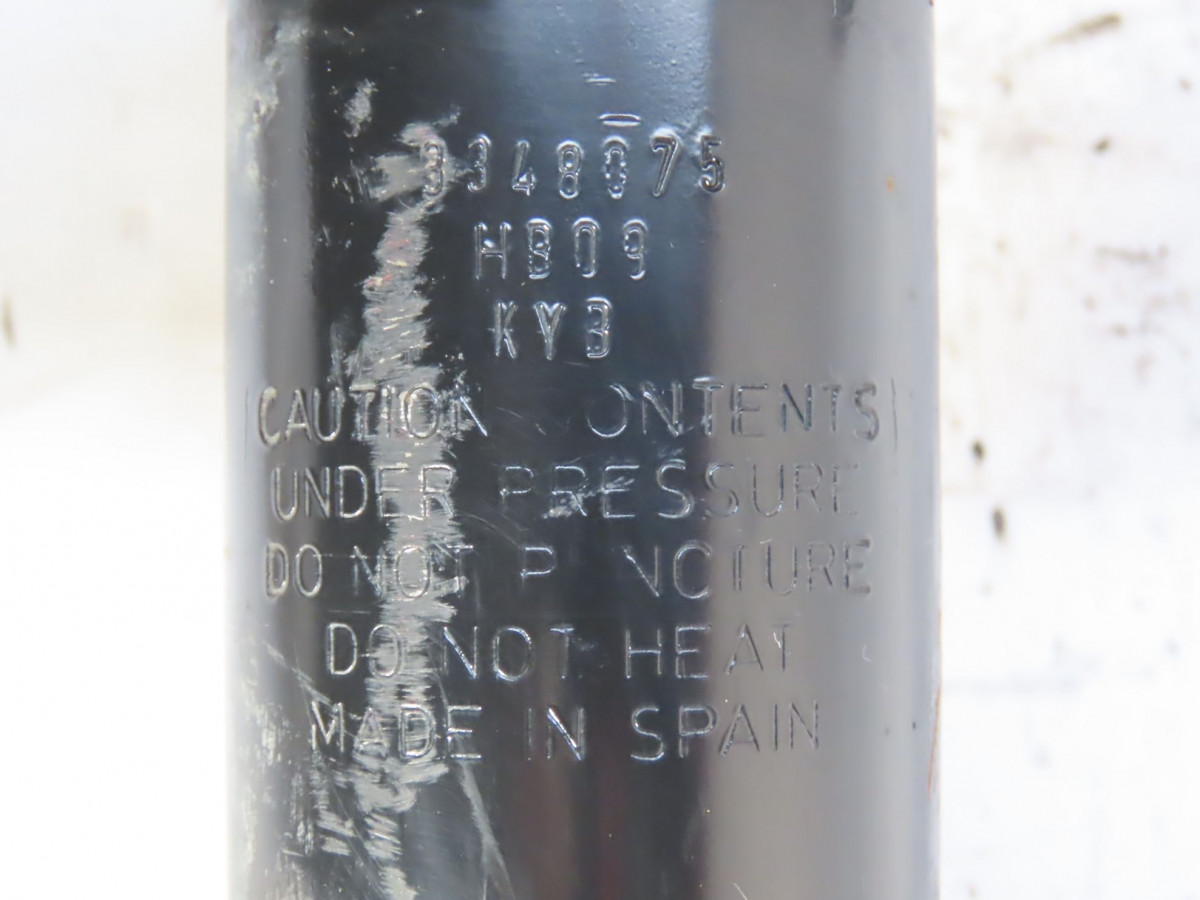 3348075
HB09
KYB
CAUTION CONTENTS
UNDER PRESSURE
DO NOT PUNCTURE
DO NOT HEAT
MADE IN SPAIN